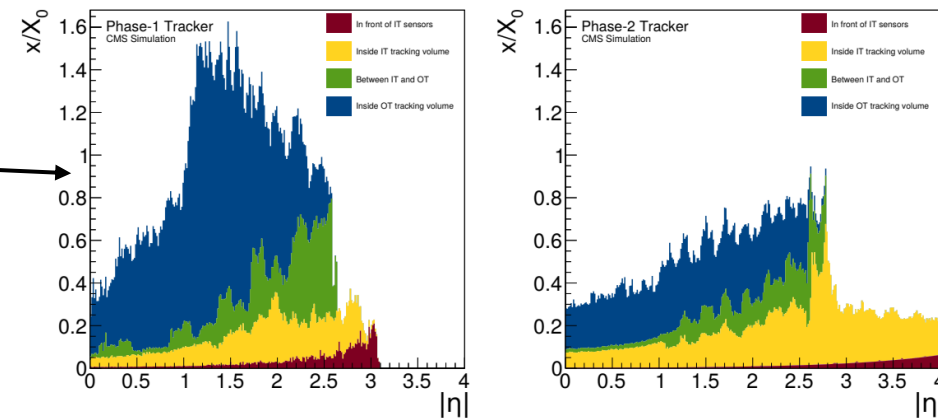 Phase-1 Tracker
CMS Simulation
In front of IT sensors
Inside IT tracking volume
Between IT and OT
Inside OT tracking volume
x/X₀
1.6
1.4
1.2
1
0.8
0.6
0.4
0.2
0
0 0.5 1 1.5 2 2.5 3 3.5 4
|η|
Phase-2 Tracker
CMS Simulation
In front of IT sensors
Inside IT tracking volume
Between IT and OT
Inside OT tracking volume
x/X₀
1.6
1.4
1.2
1
0.8
0.6
0.4
0.2
0
0 0.5 1 1.5 2 2.5 3 3.5 4
|η|